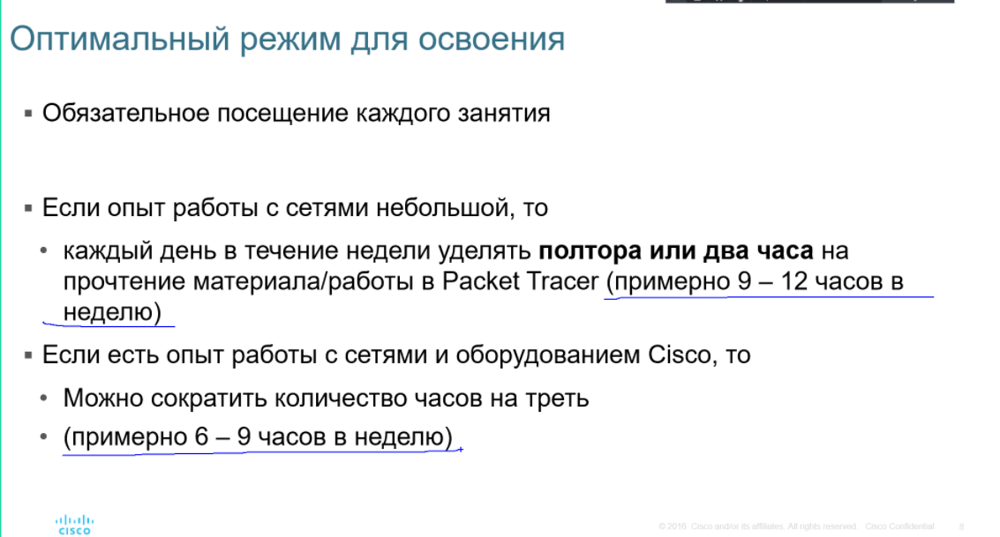 Оптимальный режим для освоения
▪ Обязательное посещение каждого занятия
▪ Если опыт работы с сетями небольшой, то
• каждый день в течение недели уделять полтора или два часа на
прочтение материала/работы в Packet Tracer (примерно 9 – 12 часов в
неделю)
▪ Если есть опыт работы с сетями и оборудованием Cisco, то
• Можно сократить количество часов на треть
• (примерно 6 – 9 часов в неделю)
CISCO
© 2016 Cisco and/or its affiliates. All rights reserved. Cisco Confidential 8